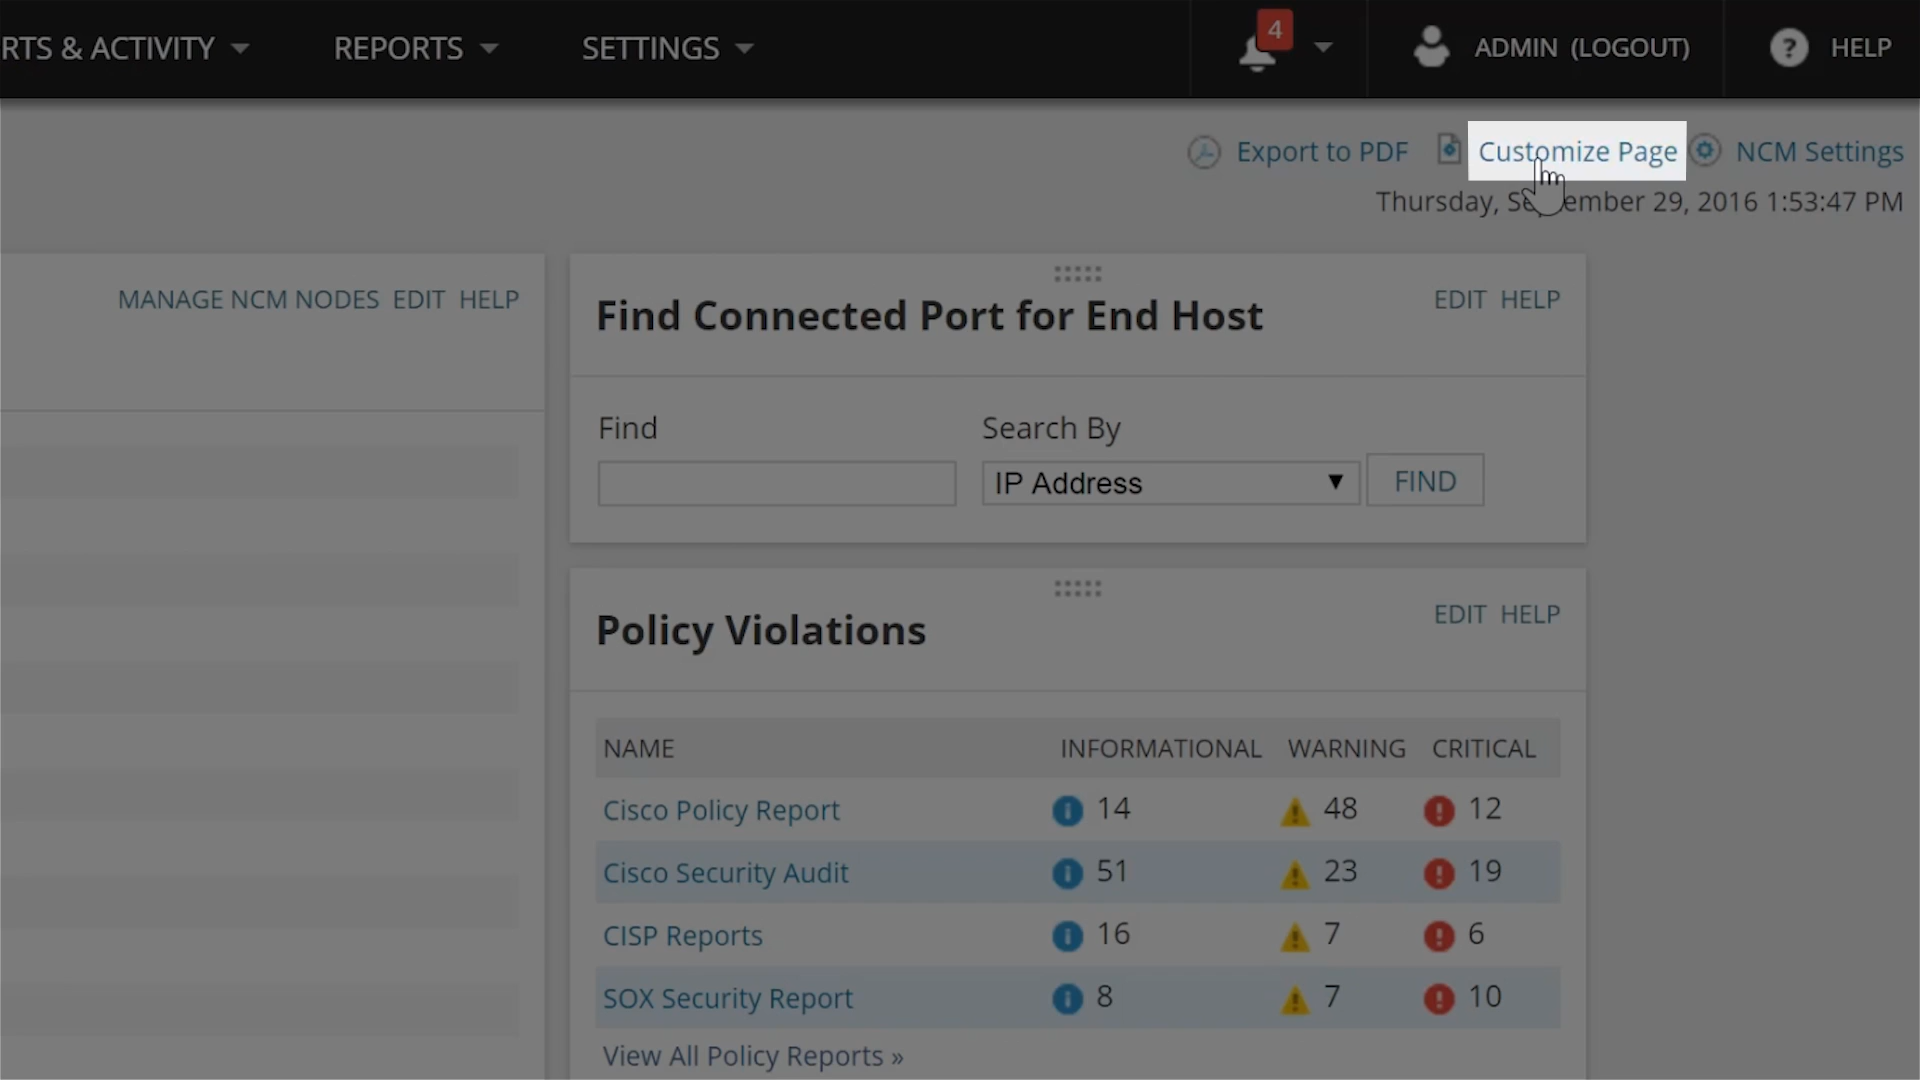 RTS & ACTIVITY REPORTS SETTINGS 4 ADMIN (LOGOUT) ? HELP
Export to PDF Customize Page NCM Settings
Thursday, September 29, 2016 1:53:47 PM
MANAGE NCM NODES EDIT HELP
Find Connected Port for End Host EDIT HELP
Find Search By
IP Address FIND
Policy Violations EDIT HELP
NAME INFORMATIONAL WARNING CRITICAL
Cisco Policy Report 14 48 12
Cisco Security Audit 51 23 19
CISP Reports 16 7 6
SOX Security Report 8 7 10
View All Policy Reports »